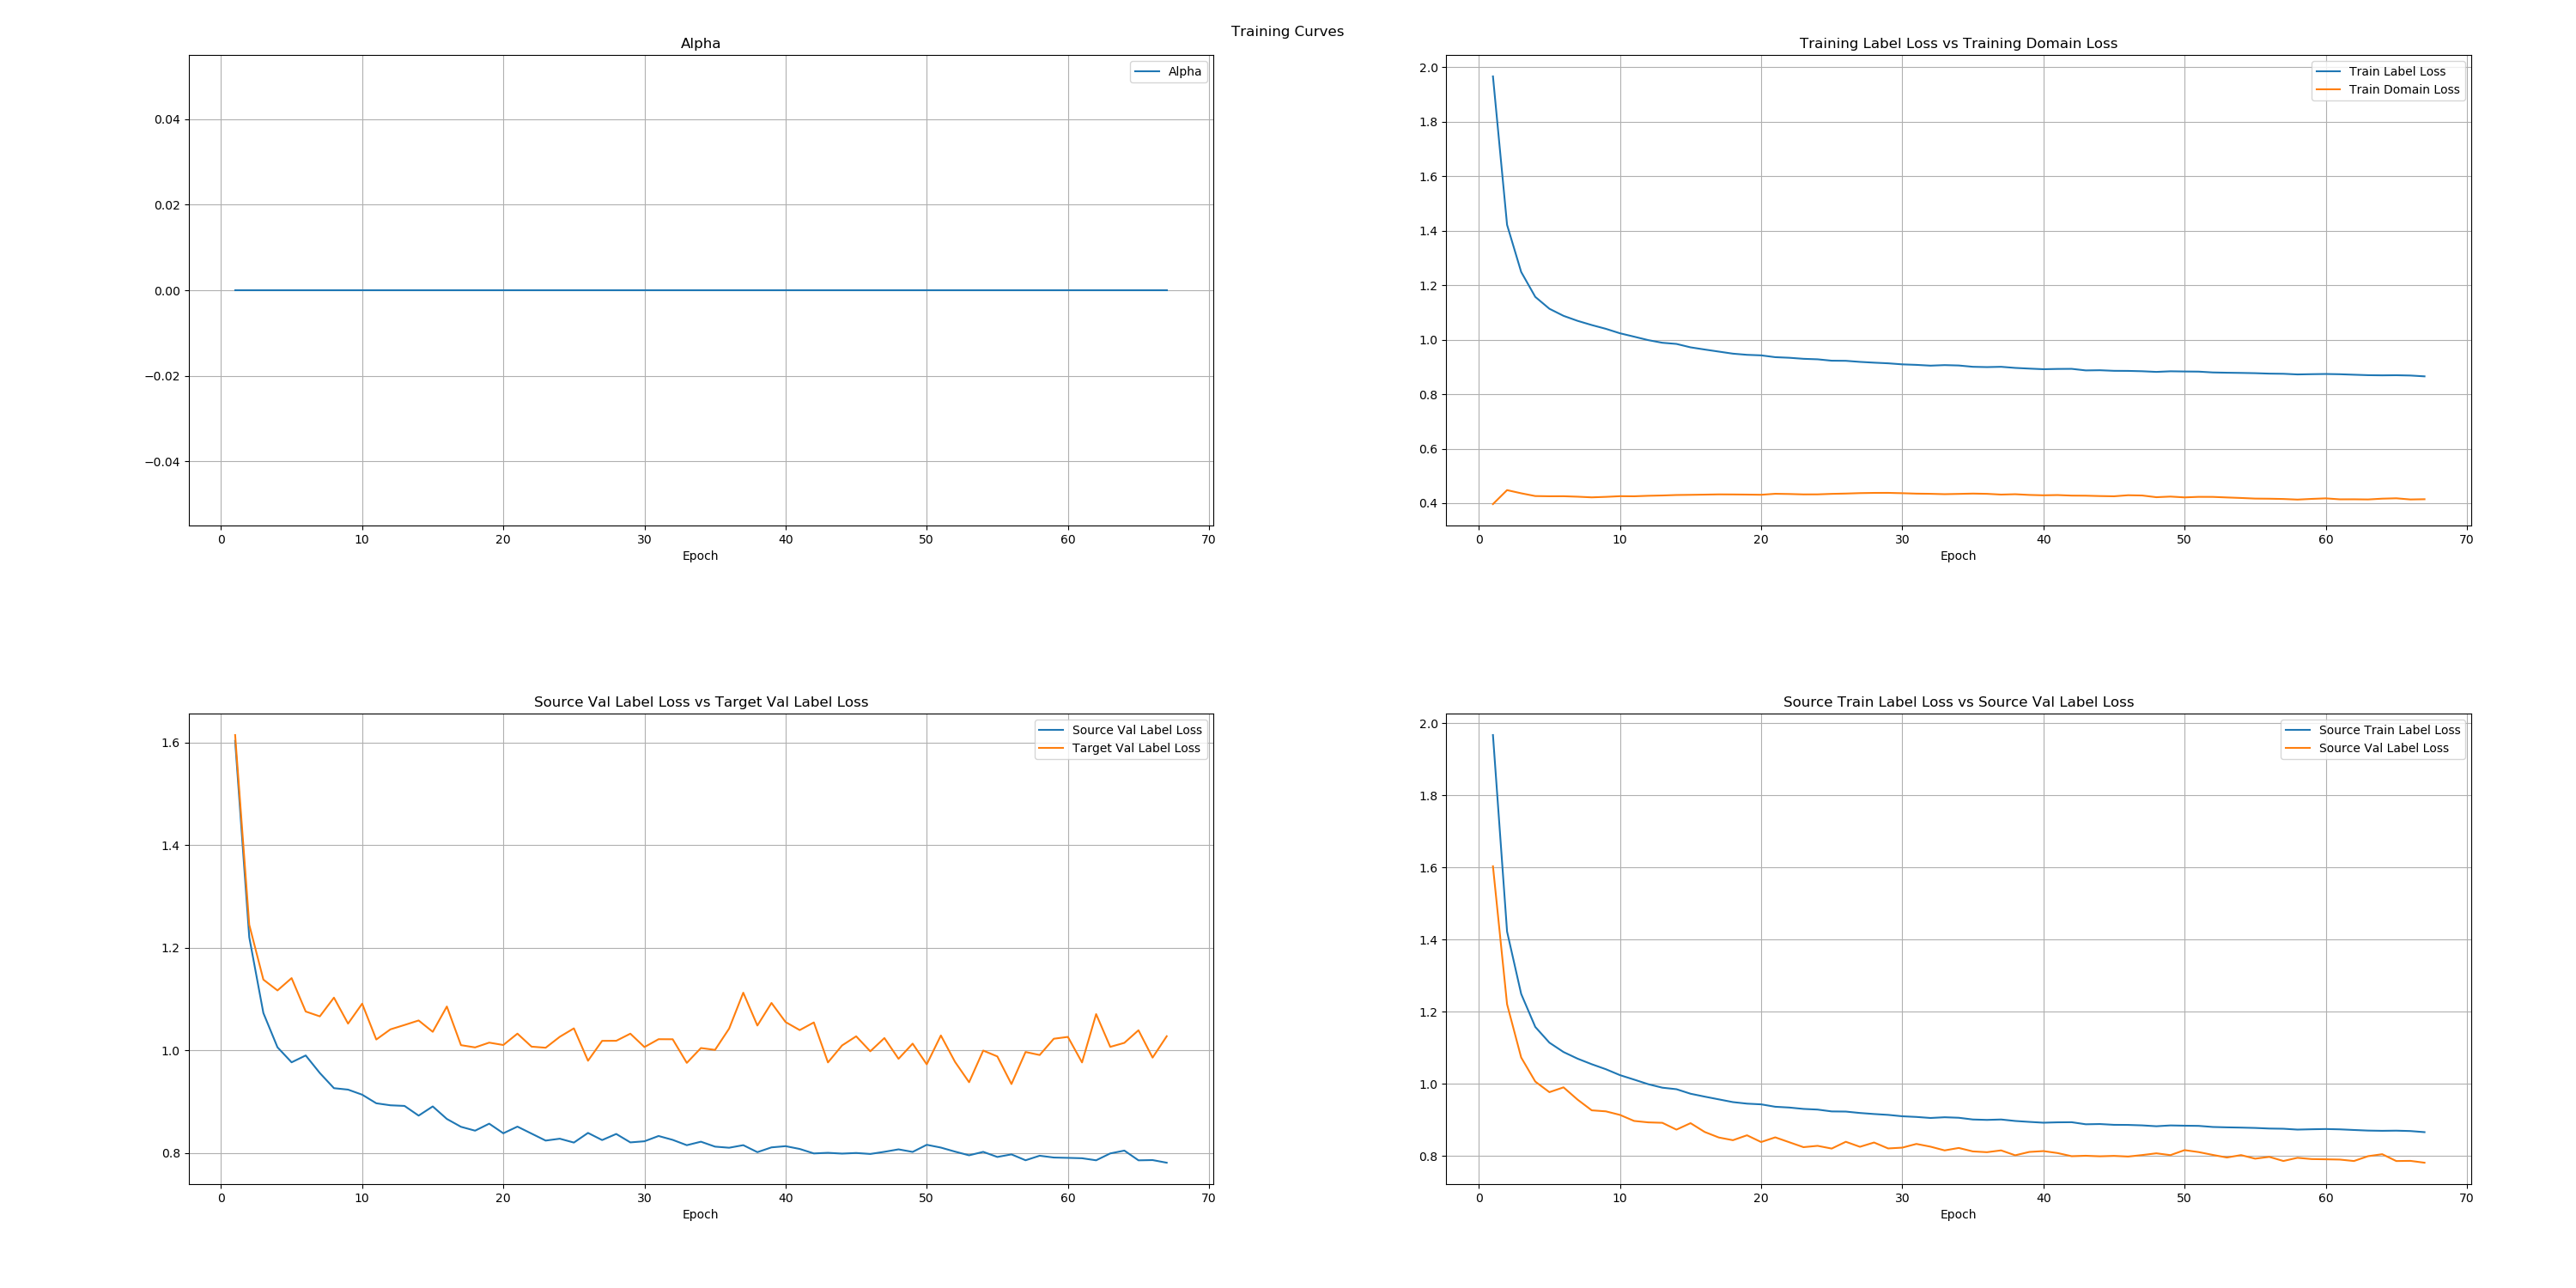 Training Curves
Alpha
Alpha
0.04
0.02
0.00
−0.02
−0.04
0 10 20 30 40 50 60 70
Epoch
Training Label Loss vs Training Domain Loss
Train Label Loss
Train Domain Loss
2.0
1.8
1.6
1.4
1.2
1.0
0.8
0.6
0.4
0 10 20 30 40 50 60 70
Epoch
Source Val Label Loss vs Target Val Label Loss
Source Val Label Loss
Target Val Label Loss
1.6
1.4
1.2
1.0
0.8
0 10 20 30 40 50 60 70
Epoch
Source Train Label Loss vs Source Val Label Loss
Source Train Label Loss
Source Val Label Loss
2.0
1.8
1.6
1.4
1.2
1.0
0.8
0 10 20 30 40 50 60 70
Epoch